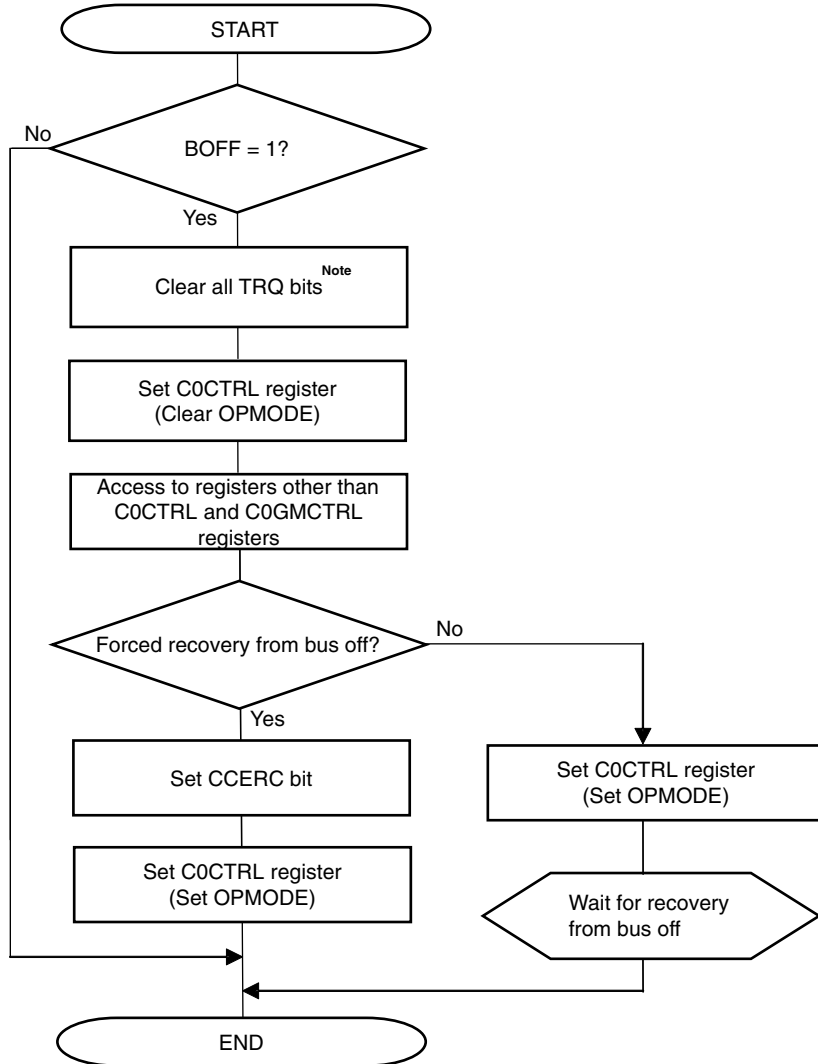 START
No
BOFF = 1?
Yes
Clear all TRQ bits Note
Set C0CTRL register
(Clear OPMODE)
Access to registers other than
C0CTRL and C0GMCTRL
registers
Forced recovery from bus off?
No
Yes
Set CCERC bit
Set C0CTRL register
(Set OPMODE)
Set C0CTRL register
(Set OPMODE)
Wait for recovery
from bus off
END